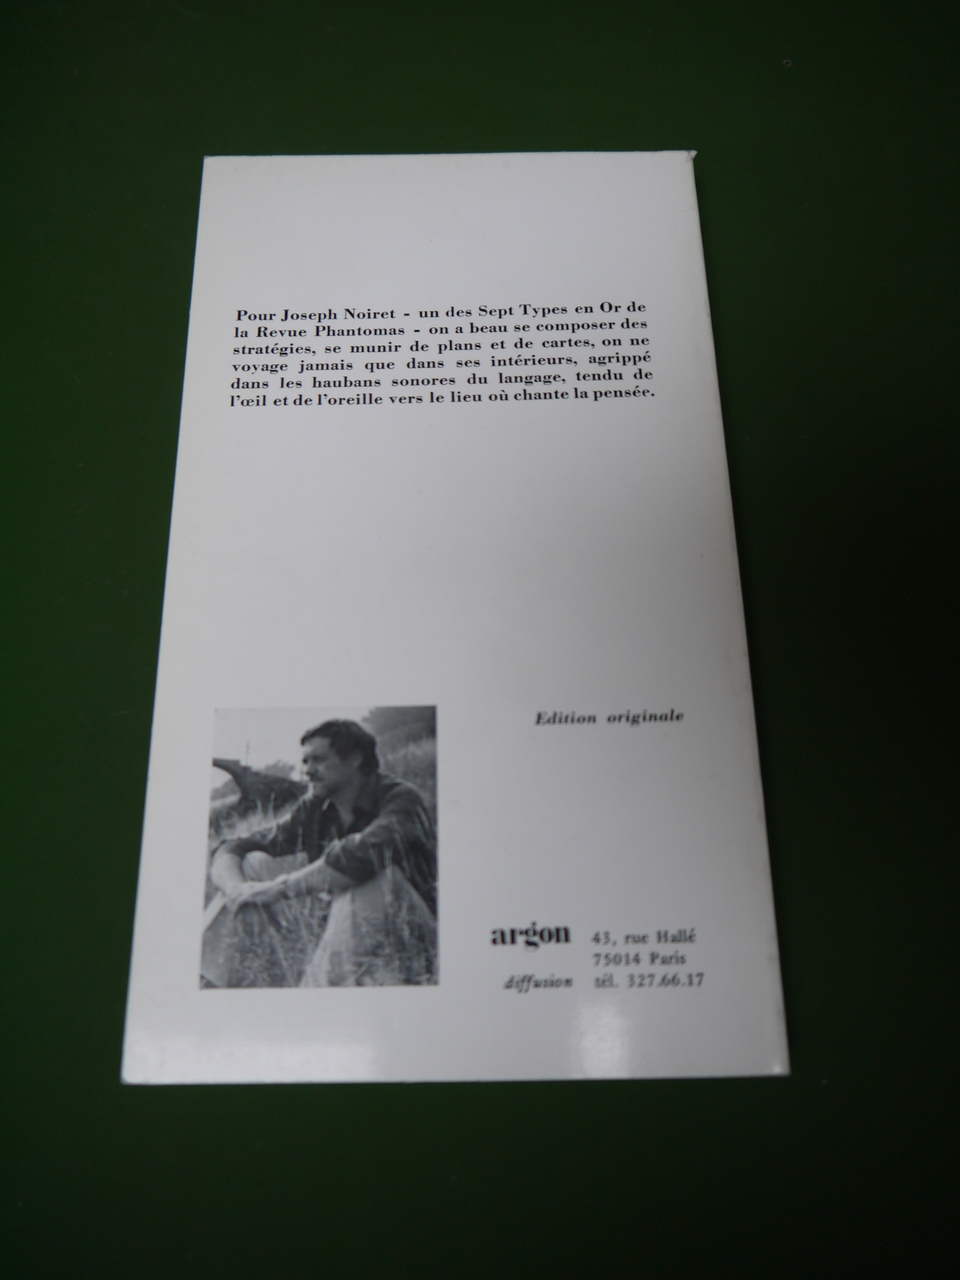 Pour Joseph Noiret - un des Sept Types en Or de
la Revue Phantomas - on a beau se composer des
stratégies, se munir de plans et de cartes, on ne
voyage jamais que dans ses intérieurs, agrippé
dans les haubans sonores du langage, tendu de
l'œil et de l'oreille vers le lieu où chante la pensée.
Edition originale
argon 43, rue Hallé
75014 Paris
diffusion tél. 327.66.17